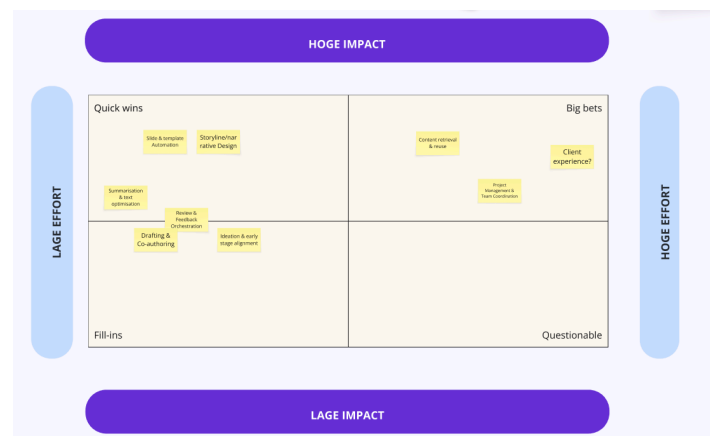 HOGE IMPACT
LAGE EFFORT
HOGE EFFORT
Quick wins
Big bets
Slide & template
Automation
Storyline/nar
rative Design
Content retrieval
& reuse
Client
experience?
Summarisation
& text
optimisation
Project
Management &
Team Coordination
Review &
Feedback
Orchestration
Drafting &
Co-authoring
Ideation & early
stage alignment
Fill-ins
Questionable
LAGE IMPACT